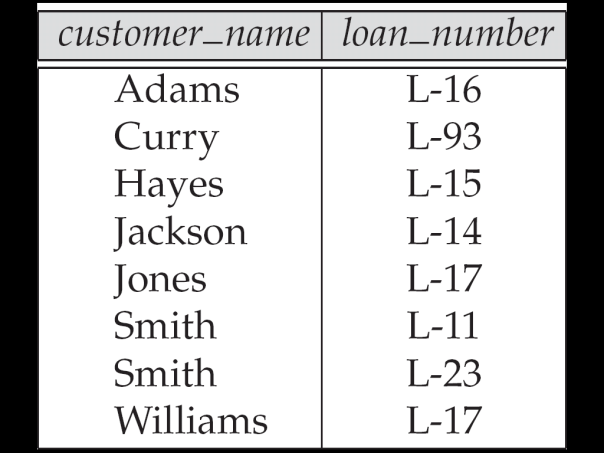 customer_name loan_number
Adams L-16
Curry L-93
Hayes L-15
Jackson L-14
Jones L-17
Smith L-11
Smith L-23
Williams L-17